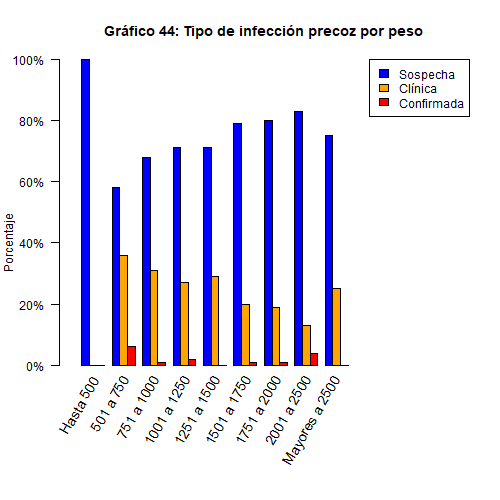 Gráfico 44: Tipo de infección precoz por peso
Sospecha
Clínica
Confirmada
Porcentaje
100%
80%
60%
40%
20%
0%
Hasta 500
501 a 750
751 a 1000
1001 a 1250
1251 a 1500
1501 a 1750
1751 a 2000
2001 a 2500
Mayores a 2500